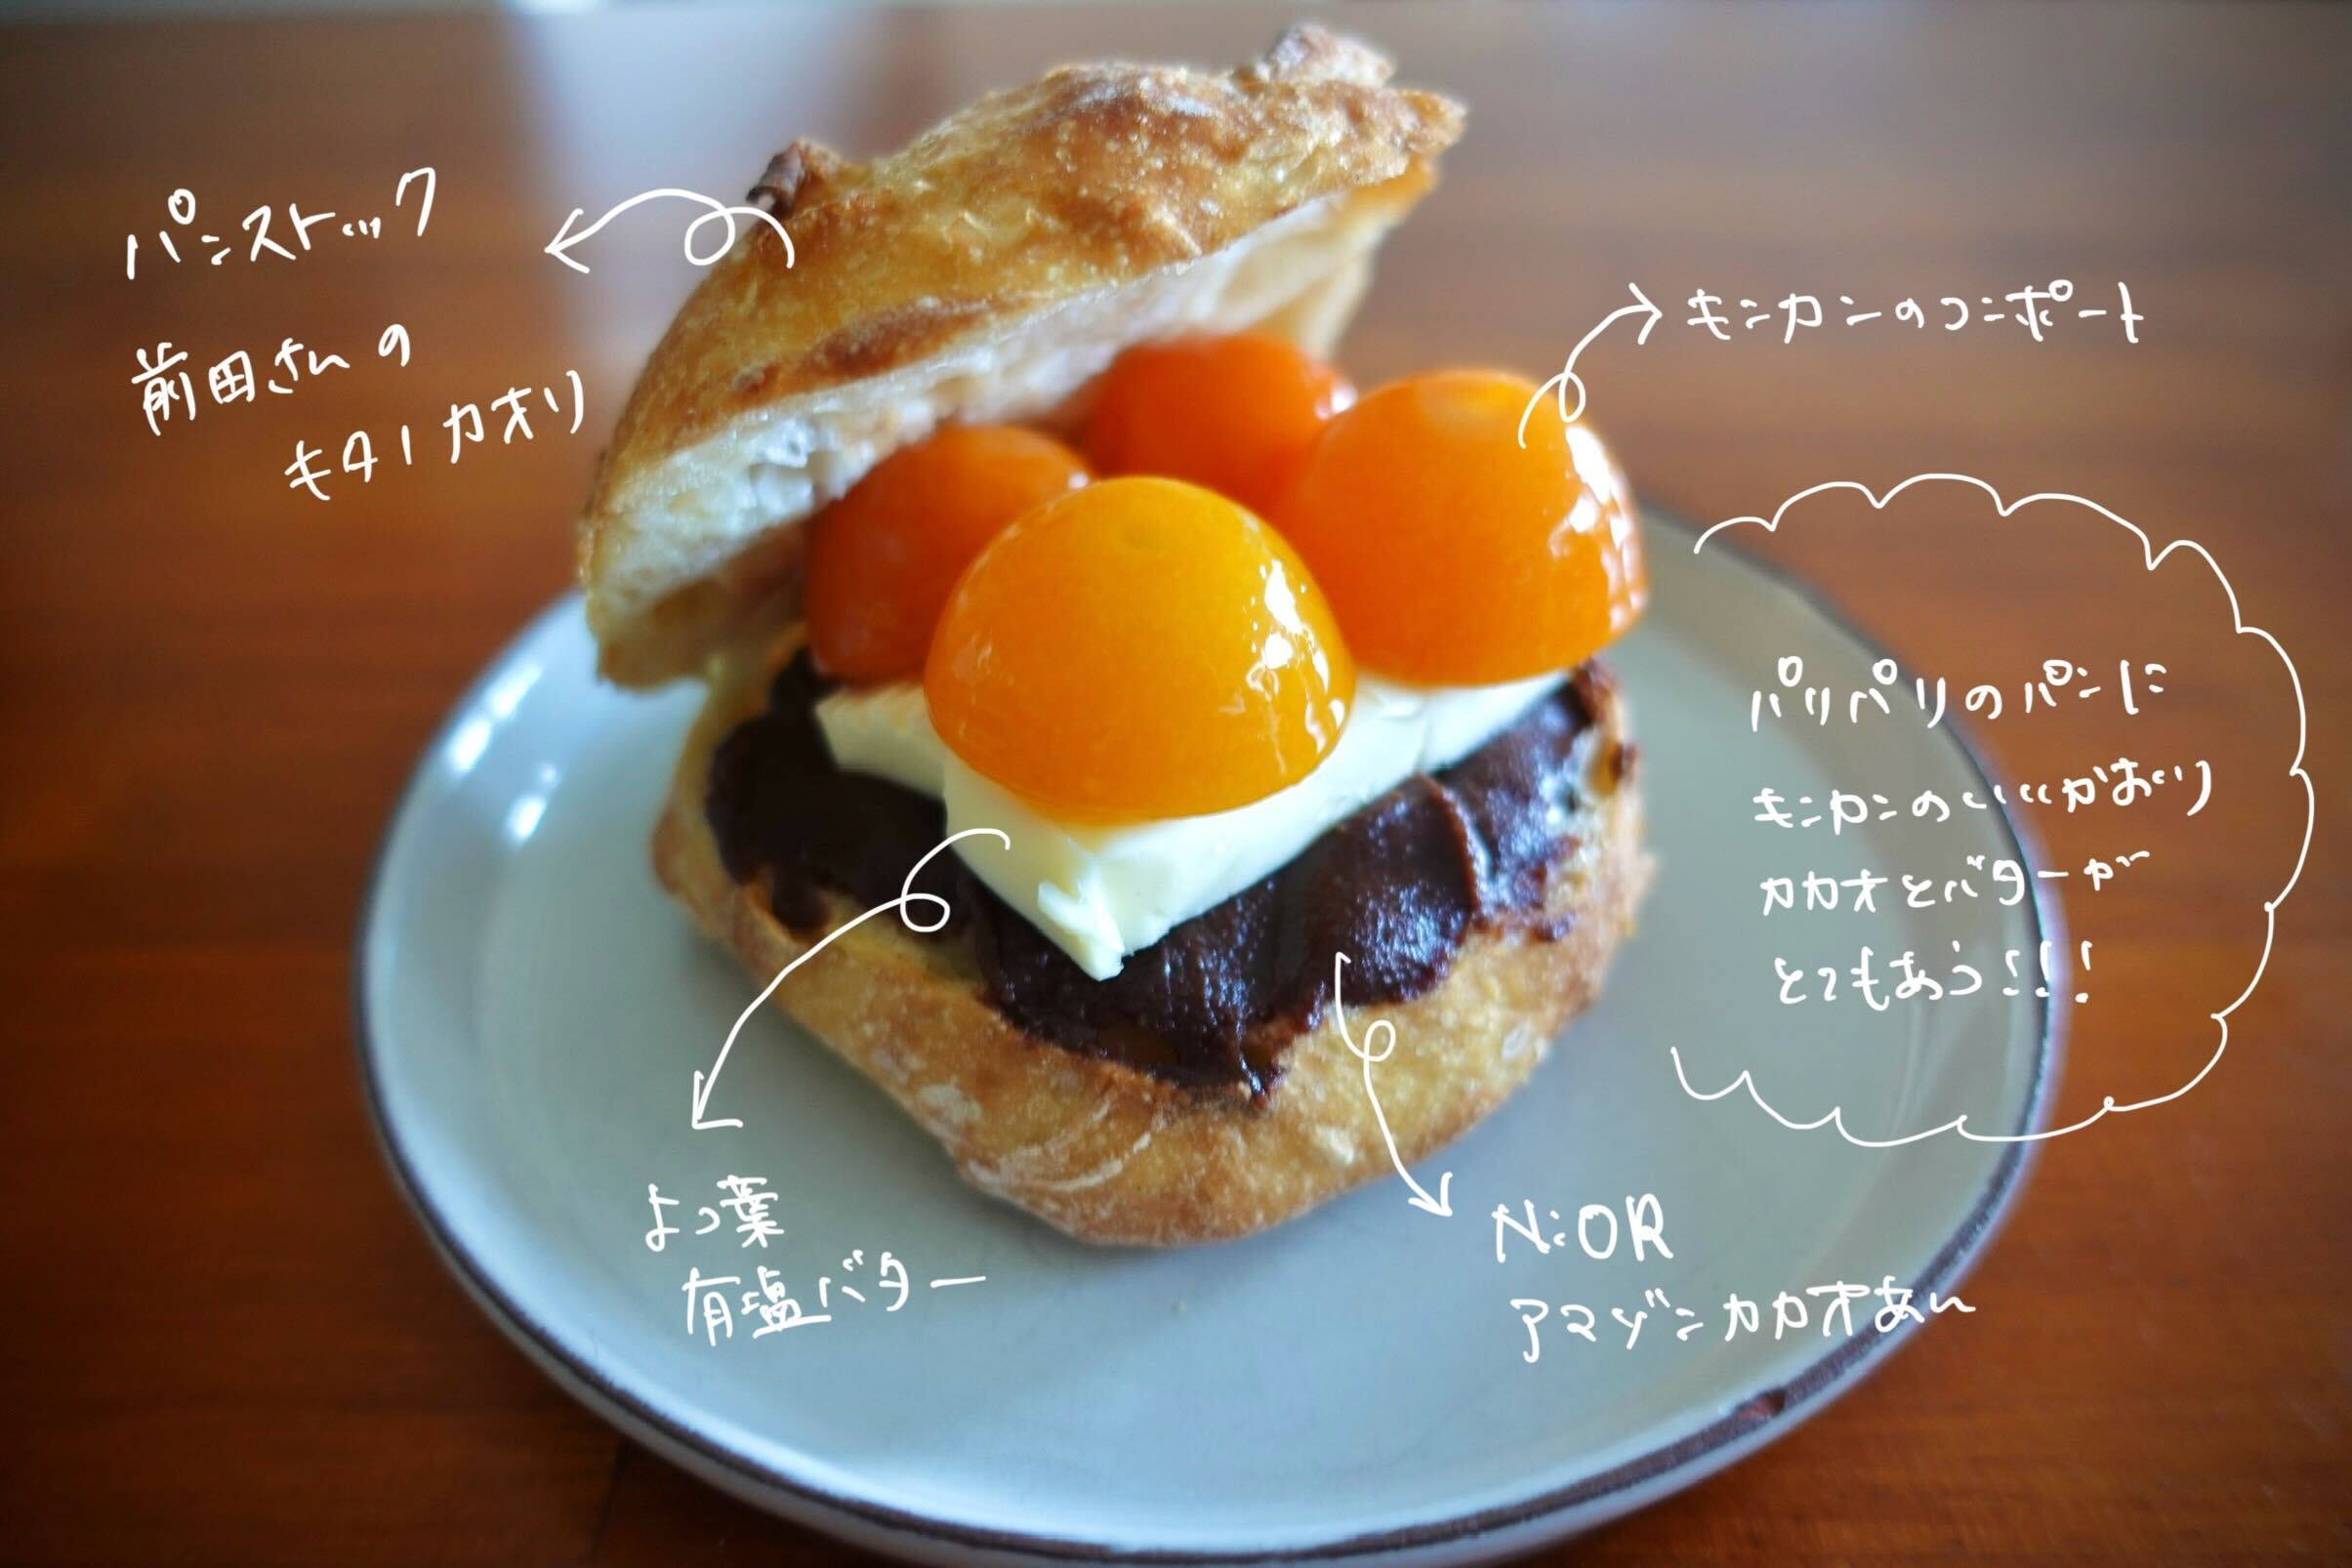 パンストック
前田さんの
キタノカオリ
キンカンのコンポート
パリパリのパンに
キンカンのいいかおり
カカオとバターが
とてもあう!!!
よつ葉
有塩バター
NiOR
アマゾンカカオあん